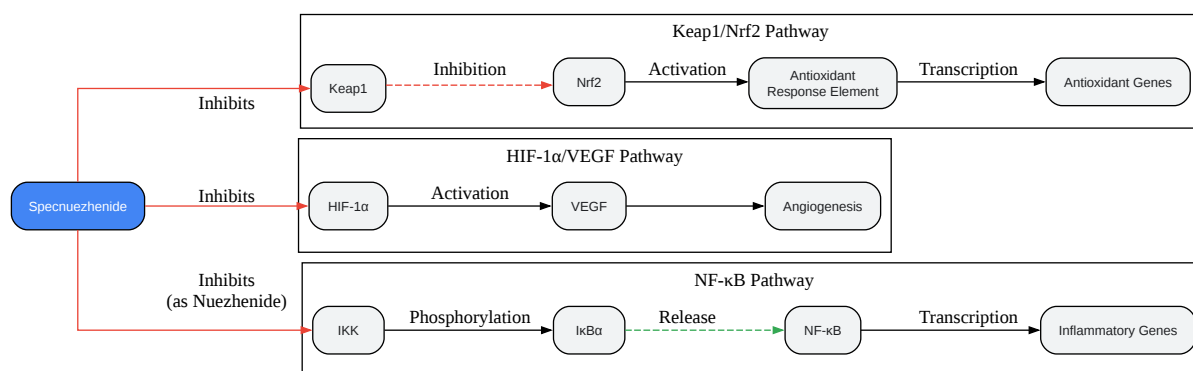 Keap1/Nrf2 Pathway
Inhibition
Activation
Transcription
Keap1
Nrf2
Antioxidant
Response Element
Antioxidant Genes
Inhibits
HIF-1α/VEGF Pathway
Inhibits
Activation
Specnuezhenide
HIF-1α
VEGF
Angiogenesis
NF-κB Pathway
Inhibits
(as Nuezhenide)
Phosphorylation
Release
Transcription
IKK
IκBα
NF-κB
Inflammatory Genes